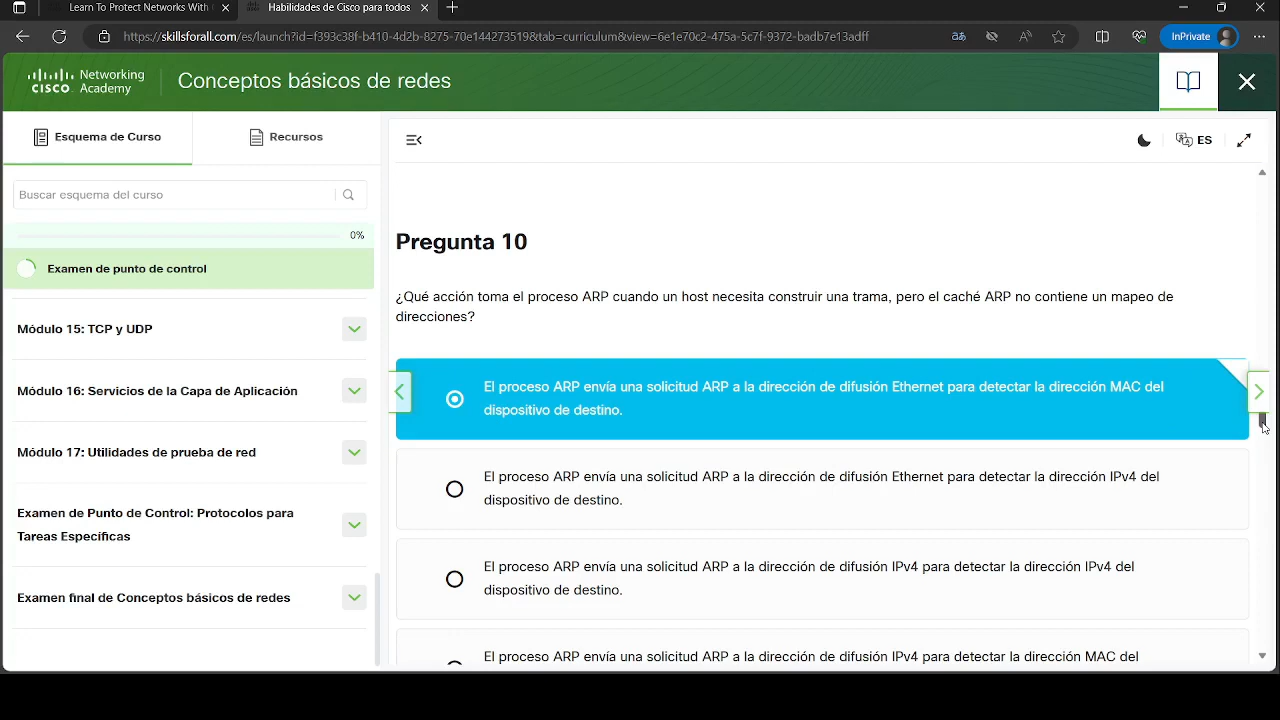 Learn To Protect Networks With
Habilidades de Cisco para todos
https://skillsforall.com/es/launch?id=f393c38f-b410-4d2b-8275-70e144273519&tab=curriculum&view=6e1e70c2-475a-5c7f-9372-badb7e13adff
InPrivate
Networking
CISCO Academy
Conceptos básicos de redes
Esquema de Curso
Recursos
ES
Buscar esquema del curso
0%
Examen de punto de control
Módulo 15: TCP y UDP
Módulo 16: Servicios de la Capa de Aplicación
Módulo 17: Utilidades de prueba de red
Examen de Punto de Control: Protocolos para
Tareas Específicas
Examen final de Conceptos básicos de redes
Pregunta 10
¿Qué acción toma el proceso ARP cuando un host necesita construir una trama, pero el caché ARP no contiene un mapeo de
direcciones?
El proceso ARP envía una solicitud ARP a la dirección de difusión Ethernet para detectar la dirección MAC del
dispositivo de destino.
El proceso ARP envía una solicitud ARP a la dirección de difusión Ethernet para detectar la dirección IPv4 del
dispositivo de destino.
El proceso ARP envía una solicitud ARP a la dirección de difusión IPv4 para detectar la dirección IPv4 del
dispositivo de destino.
El proceso ARP envía una solicitud ARP a la dirección de difusión IPv4 para detectar la dirección MAC del